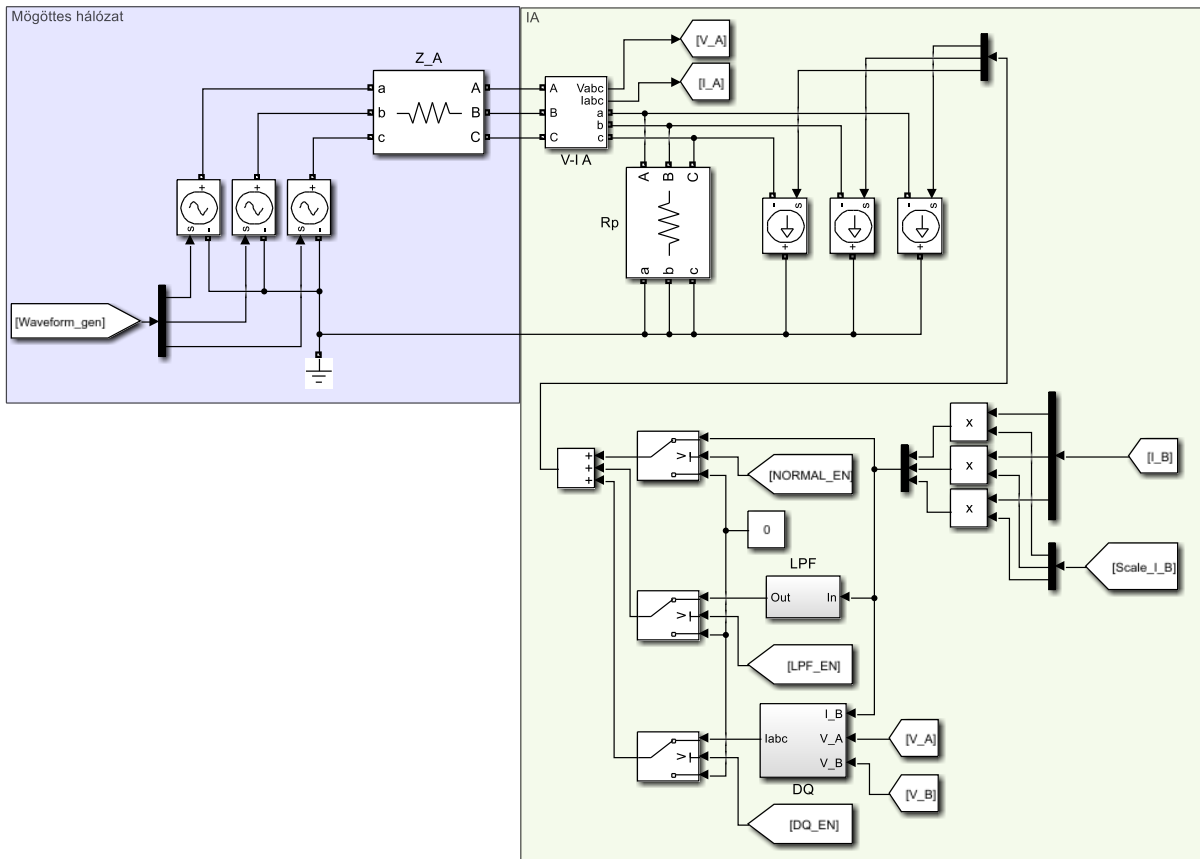 Mögöttes hálózat
IA
Z_A
a
b
c
A
B
C
A
B
C
Vabc
Iabc
a
b
c
V-I A
[V_A]
[I_A]
+
+
+
s
-
s
-
s
-
[Waveform_gen]
Rp
A
B
C
a
b
c
-
s
+
-
s
+
-
s
+
+
+
+
>
[NORMAL_EN]
0
x
x
x
[I_B]
[Scale_I_B]
LPF
Out
In
>
[LPF_EN]
I_B
Iabc
V_A
V_B
DQ
[V_A]
[V_B]
>
[DQ_EN]